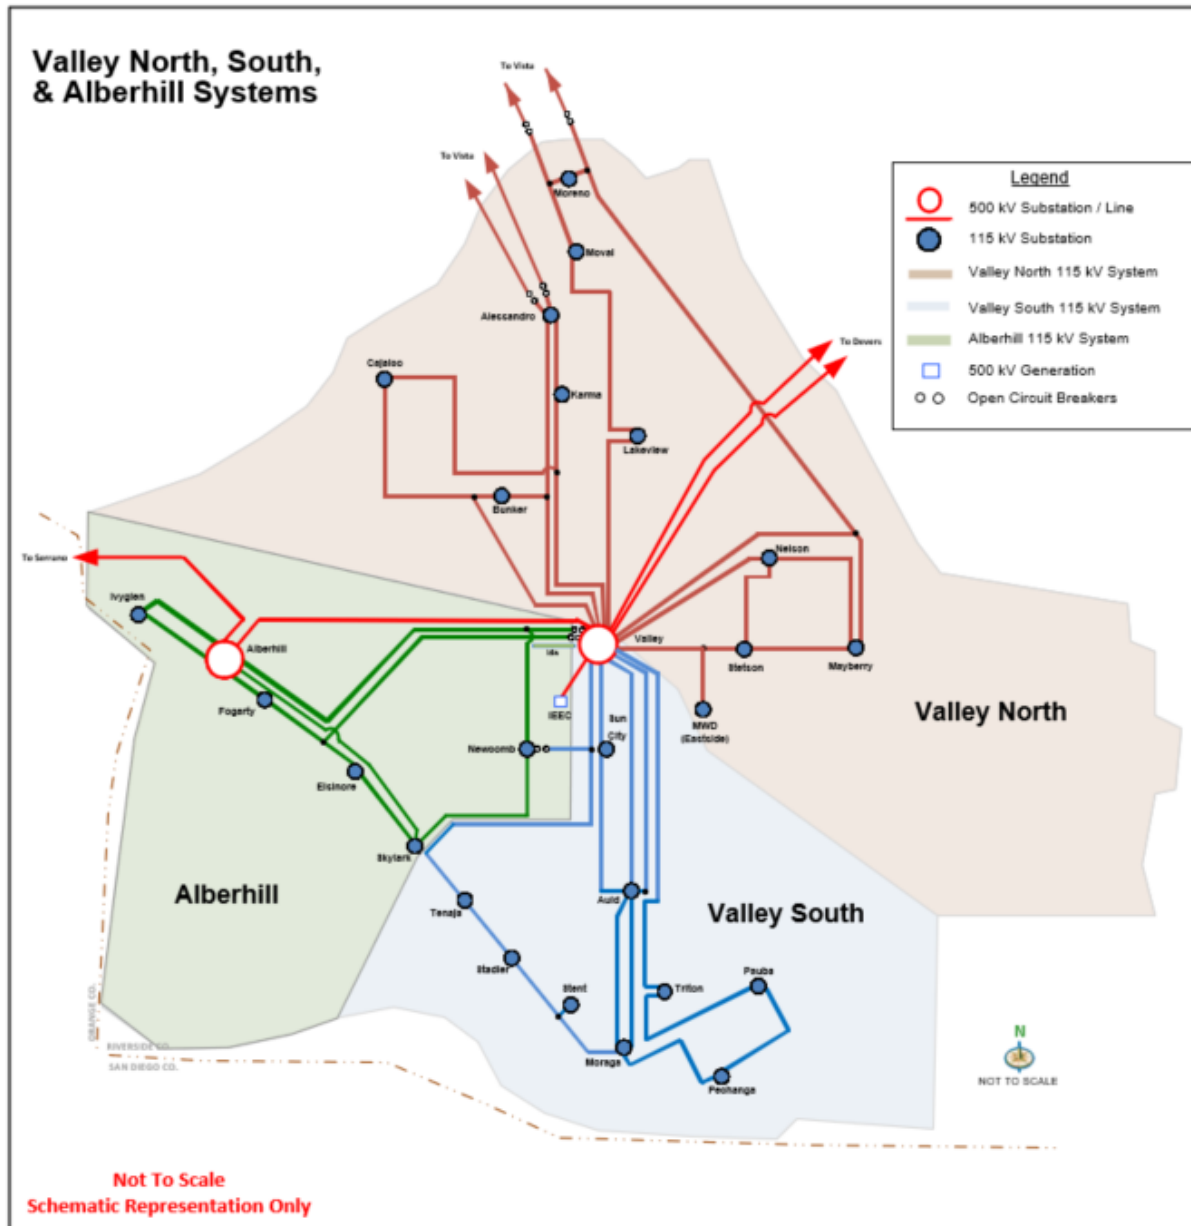 Valley North, South,
& Alberhill Systems
To Vista
To Vista
Moreno
Moval
Alessandro
Cajalco
Karma
Lakeview
Bunker
To Devers
Legend
500 kV Substation / Line
115 kV Substation
Valley North 115 kV System
Valley South 115 kV System
Alberhill 115 kV System
500 kV Generation
Open Circuit Breakers
To Serrano
Ivyglen
Alberhill
Valley
Nelson
Stetson
Mayberry
Fogarty
IEEC
Sun
City
MWD
(Eastside)
Valley North
Newcomb
Elsinore
Skylark
Alberhill
Tenaja
Auld
Valley South
Stadler
Stent
Triton
Pauba
Moraga
Pechanga
ORANGE CO.
RIVERSIDE CO.
SAN DIEGO CO.
N
NOT TO SCALE
Not To Scale
Schematic Representation Only